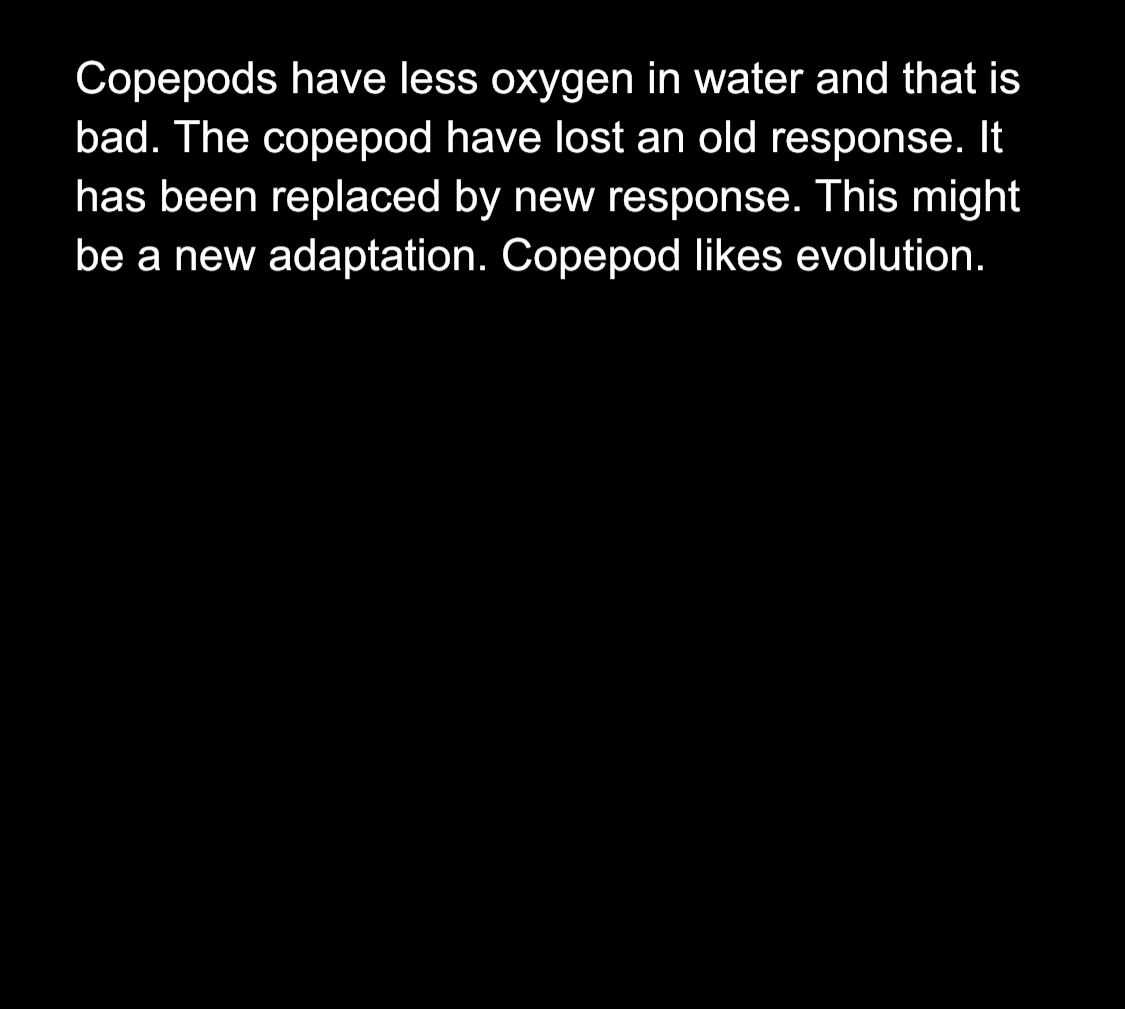 Copepods have less oxygen in water and that is
bad. The copepod have lost an old response. It
has been replaced by new response. This might
be a new adaptation. Copepod likes evolution.